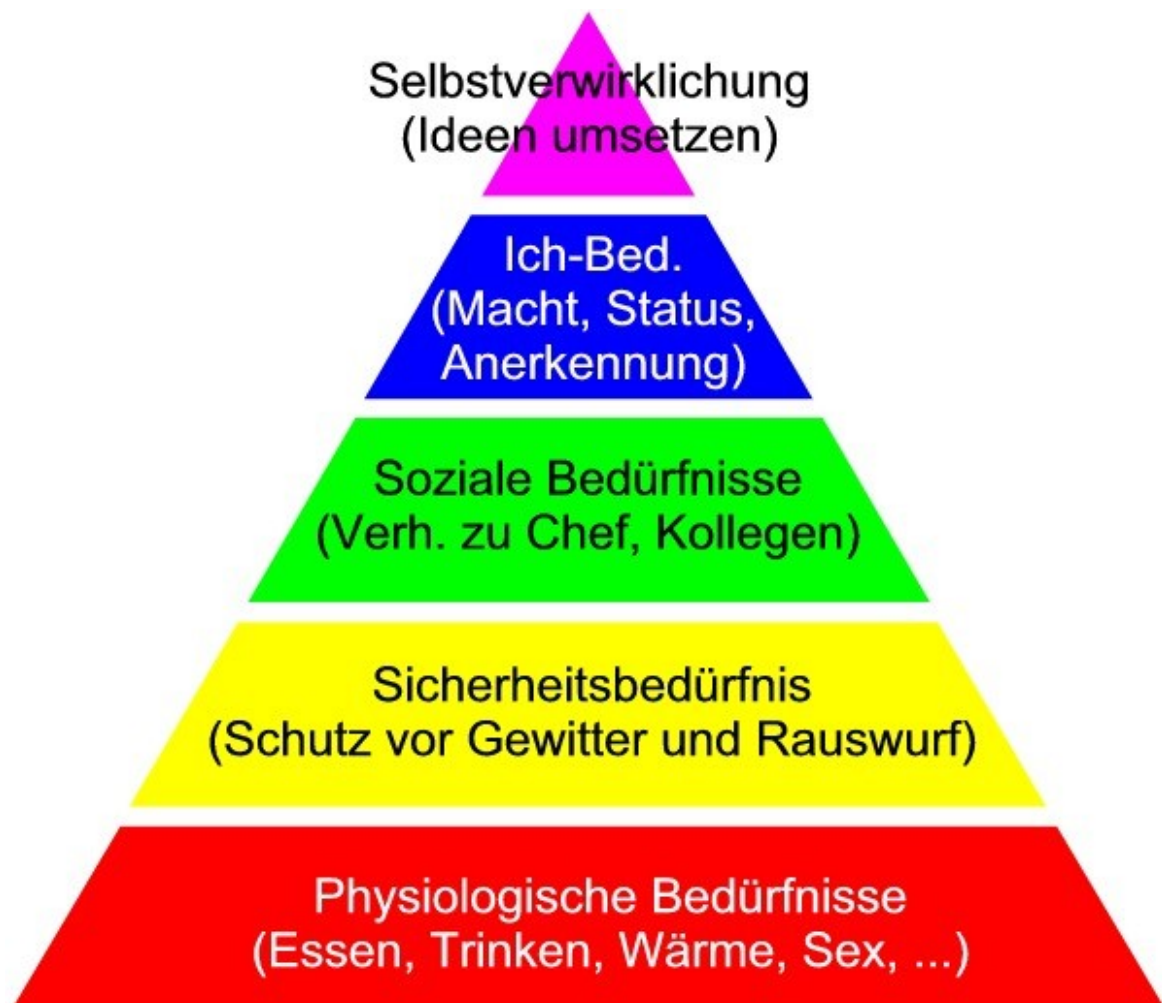 Selbstverwirklichung
(Ideen umsetzen)
Ich-Bed.
(Macht, Status,
Anerkennung)
Soziale Bedürfnisse
(Verh. zu Chef, Kollegen)
Sicherheitsbedürfnis
(Schutz vor Gewitter und Rauswurf)
Physiologische Bedürfnisse
(Essen, Trinken, Wärme, Sex, ...)